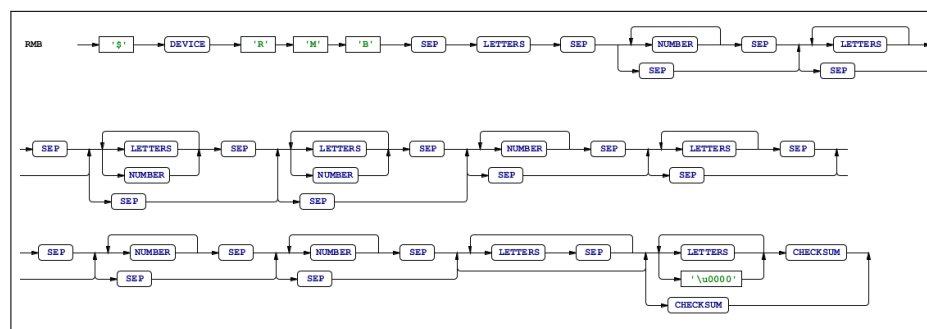 RMB '$' DEVICE 'R' 'M' 'B' SEP LETTERS SEP NUMBER SEP LETTERS
SEP SEP
SEP LETTERS SEP LETTERS SEP NUMBER SEP LETTERS SEP
NUMBER NUMBER SEP SEP
SEP SEP
SEP NUMBER SEP NUMBER SEP LETTERS SEP LETTERS CHECKSUM
SEP SEP '\u0000'
CHECKSUM